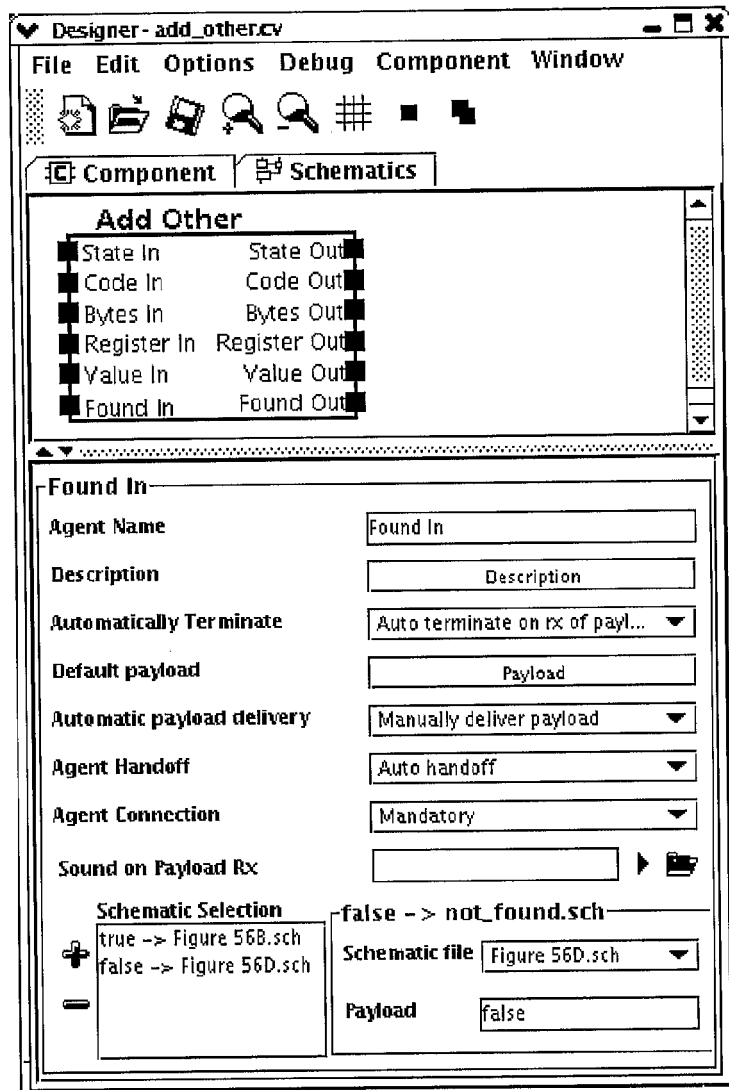 Designer - add_other.cv
File Edit Options Debug Component Window
C Component Schematics
Add Other
State In State Out
Code In Code Out
Bytes In Bytes Out
Register In Register Out
Value In Value Out
Found In Found Out
Found In
Agent Name Found In
Description Description
Automatically Terminate Auto terminate on rx of payl...
Default payload Payload
Automatic payload delivery Manually deliver payload
Agent Handoff Auto handoff
Agent Connection Mandatory
Sound on Payload Rx
Schematic Selection
true -> Figure 56B.sch
false -> Figure 56D.sch
false -> not_found.sch
Schematic file Figure 56D.sch
Payload false